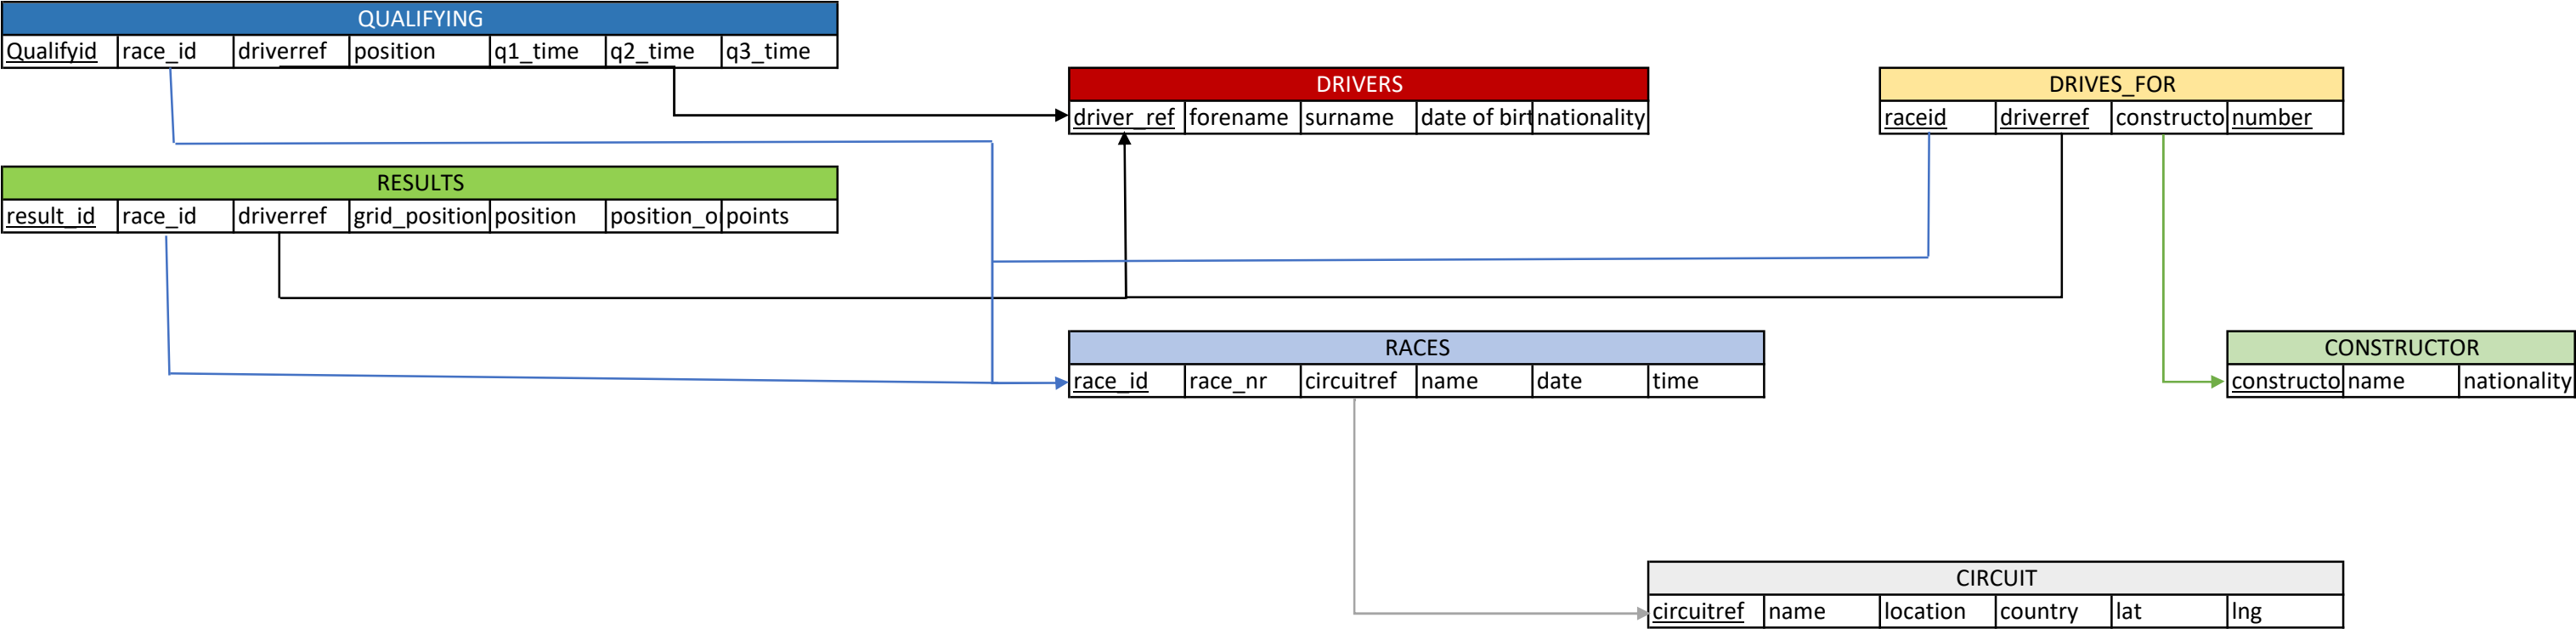 QUALIFYING
Qualifyid race_id driverref position q1_time q2_time q3_time
DRIVERS
driver_ref forename surname date of birt nationality
DRIVES_FOR
raceid driverref constructo number
RESULTS
result_id race_id driverref grid_position position position_o points
RACES
race_id race_nr circuitref name date time
CONSTRUCTOR
constructo name nationality
CIRCUIT
circuitref name location country lat lng